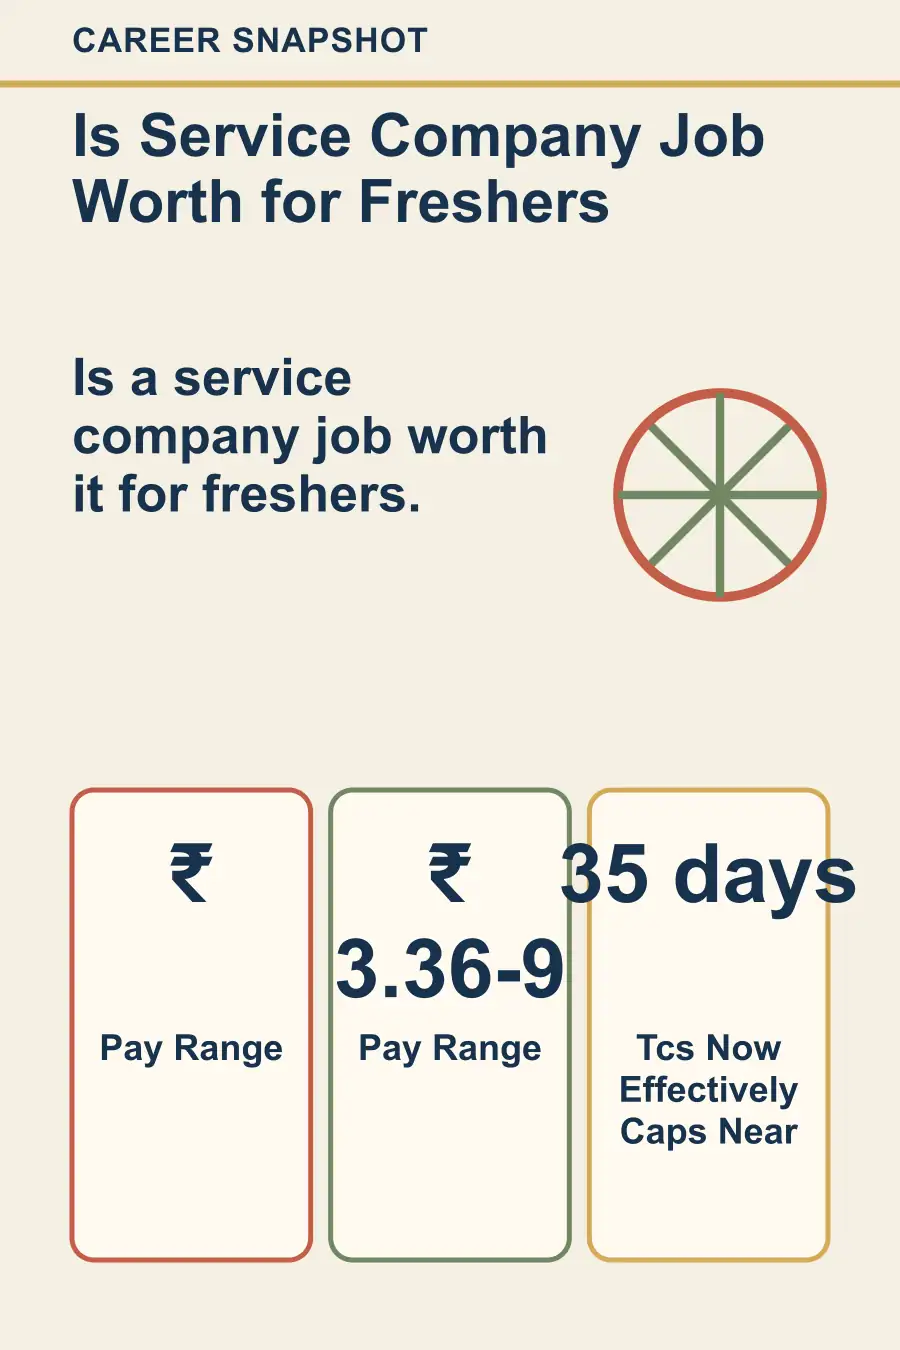 CAREER SNAPSHOT
Is Service Company Job
Worth for Freshers
Is a service
company job worth
it for freshers.
₹
Pay Range
₹
3.36-9
Pay Range
35 days
Tcs Now
Effectively
Caps Near